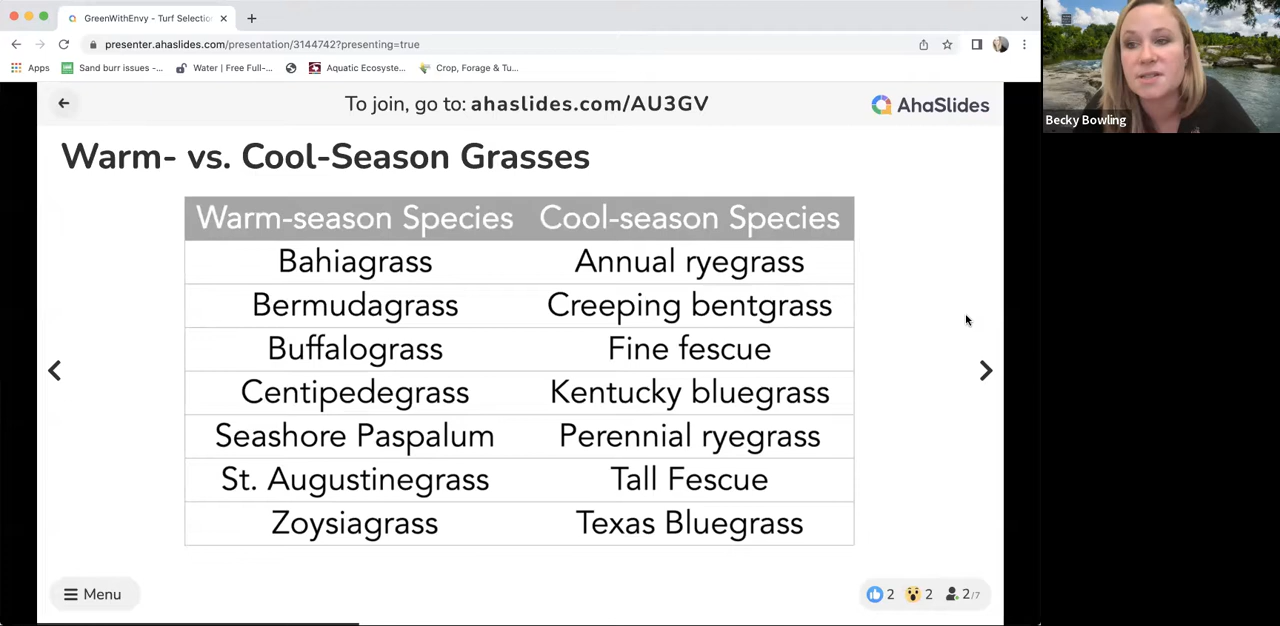 GreenWithEnvy - Turf Selectio
presenter.ahaslides.com/presentation/3144742?presenting=true
Apps Sand burr issues -... Water | Free Full-... Aquatic Ecosyste... Crop, Forage & Tu...
To join, go to: ahaslides.com/AU3GV
AhaSlides
Becky Bowling
Warm- vs. Cool-Season Grasses
Warm-season Species Cool-season Species
Bahiagrass Annual ryegrass
Bermudagrass Creeping bentgrass
Buffalograss Fine fescue
Centipedegrass Kentucky bluegrass
Seashore Paspalum Perennial ryegrass
St. Augustinegrass Tall Fescue
Zoysiagrass Texas Bluegrass
Menu
2 2 2/7